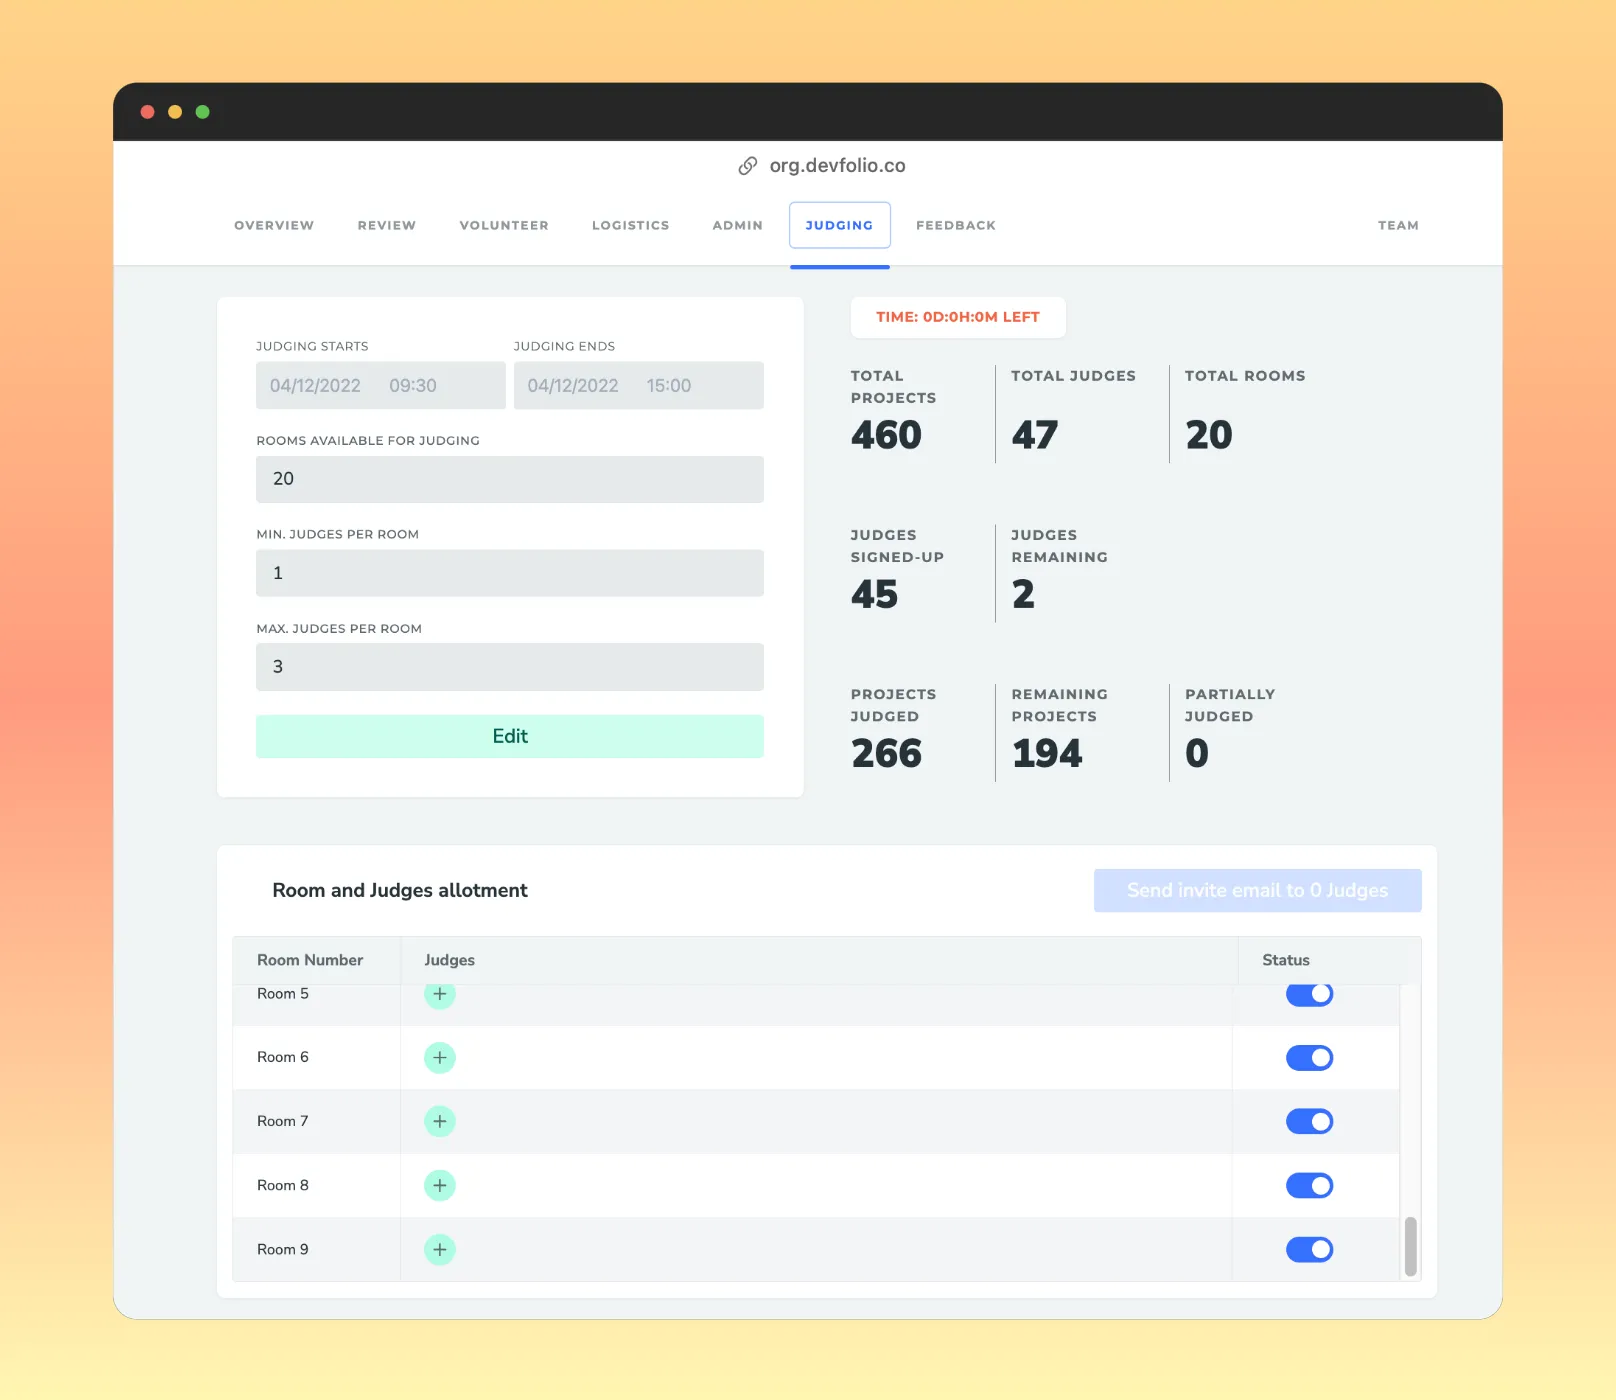 org.devfolio.co
OVERVIEW REVIEW VOLUNTEER LOGISTICS ADMIN JUDGING FEEDBACK TEAM
JUDGING STARTS JUDGING ENDS
04/12/2022 09:30 04/12/2022 15:00
ROOMS AVAILABLE FOR JUDGING
20
MIN. JUDGES PER ROOM
1
MAX. JUDGES PER ROOM
3
Edit
TIME: 0D:0H:0M LEFT
TOTAL
PROJECTS
460
TOTAL JUDGES
47
TOTAL ROOMS
20
JUDGES
SIGNED-UP
45
JUDGES
REMAINING
2
PROJECTS
JUDGED
266
REMAINING
PROJECTS
194
PARTIALLY
JUDGED
0
Room and Judges allotment
Send invite email to 0 Judges
Room Number Judges Status
Room 5
Room 6
Room 7
Room 8
Room 9